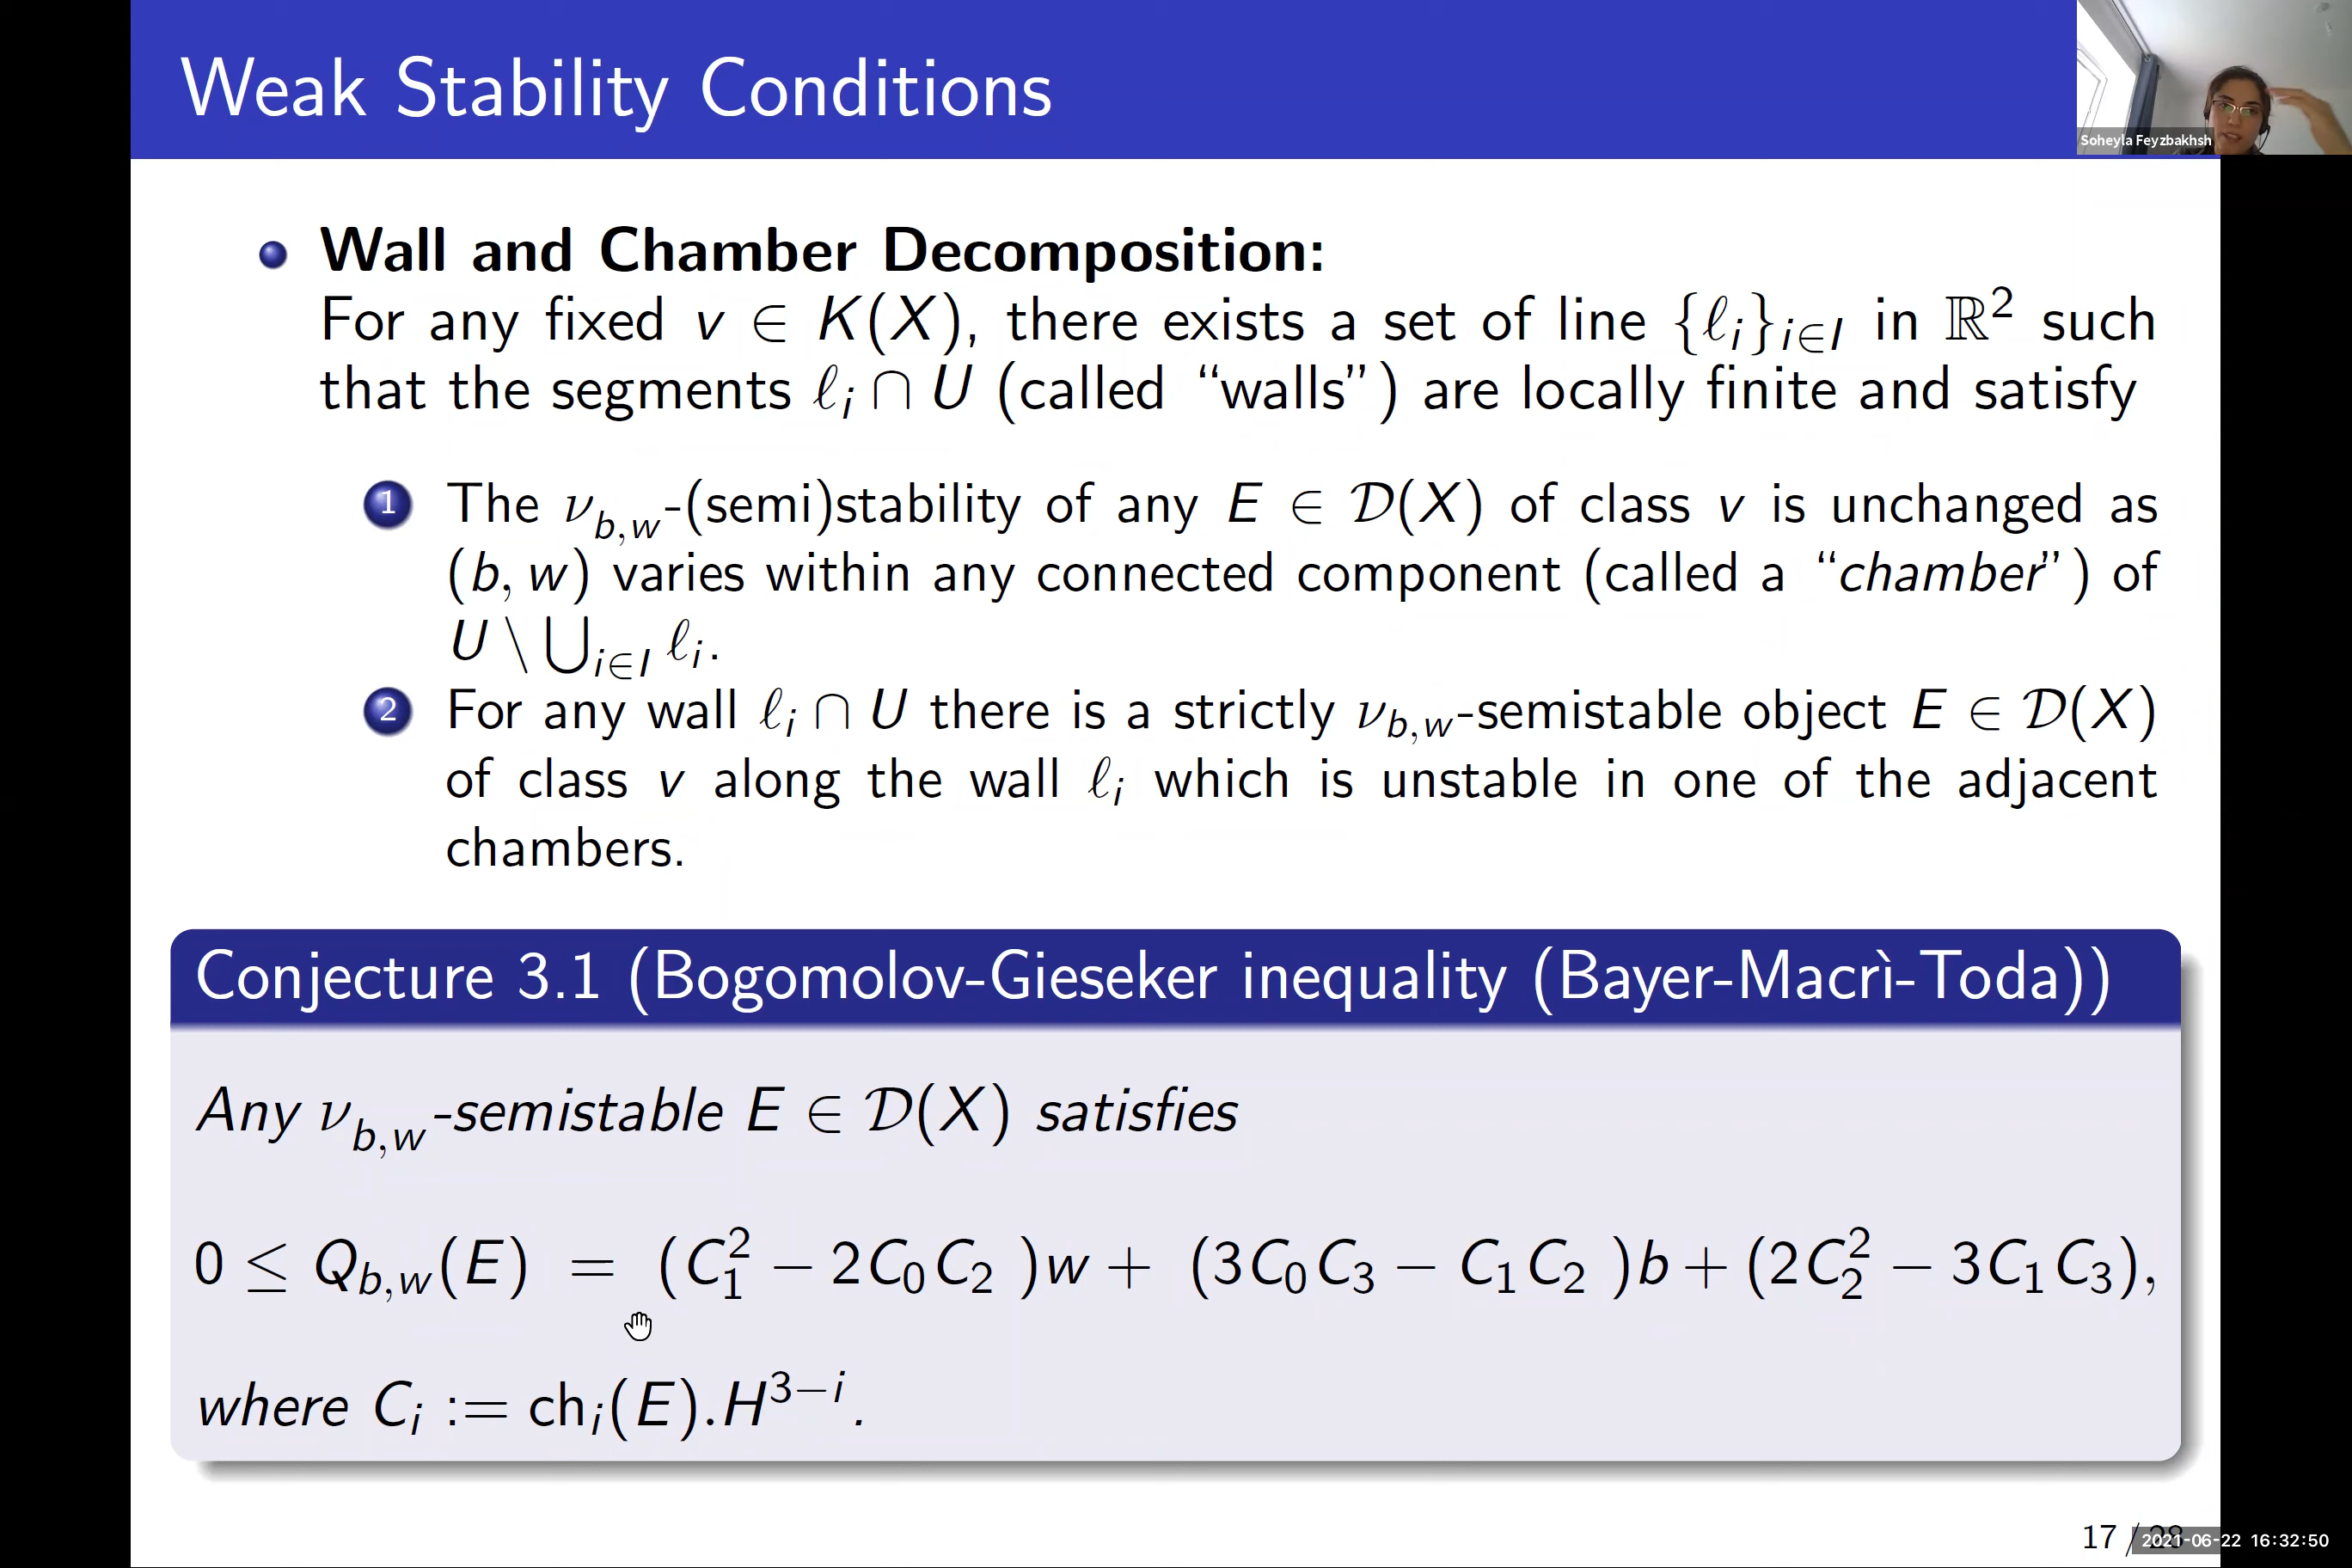 Weak Stability Conditions
Soheyla Feyzbakhsh
Wall and Chamber Decomposition:
For any fixed v ∈ K(X), there exists a set of line {ℓᵢ}ᵢ∈I in ℝ² such
that the segments ℓᵢ ∩ U (called “walls”) are locally finite and satisfy
1 The ν_b,w-(semi)stability of any E ∈ 𝒟(X) of class v is unchanged as
(b, w) varies within any connected component (called a “chamber”) of
U \ ⋃_{i∈I} ℓᵢ.
2 For any wall ℓᵢ ∩ U there is a strictly ν_b,w-semistable object E ∈ 𝒟(X)
of class v along the wall ℓᵢ which is unstable in one of the adjacent
chambers.
Conjecture 3.1 (Bogomolov-Gieseker inequality (Bayer-Macrì-Toda))
Any ν_b,w-semistable E ∈ 𝒟(X) satisfies
0 ≤ Q_b,w(E) = (C₁² − 2C₀C₂)w + (3C₀C₃ − C₁C₂)b + (2C₂² − 3C₁C₃),
where Cᵢ := chᵢ(E).H³⁻ⁱ.
17 / 28
2021-06-22 16:32:50